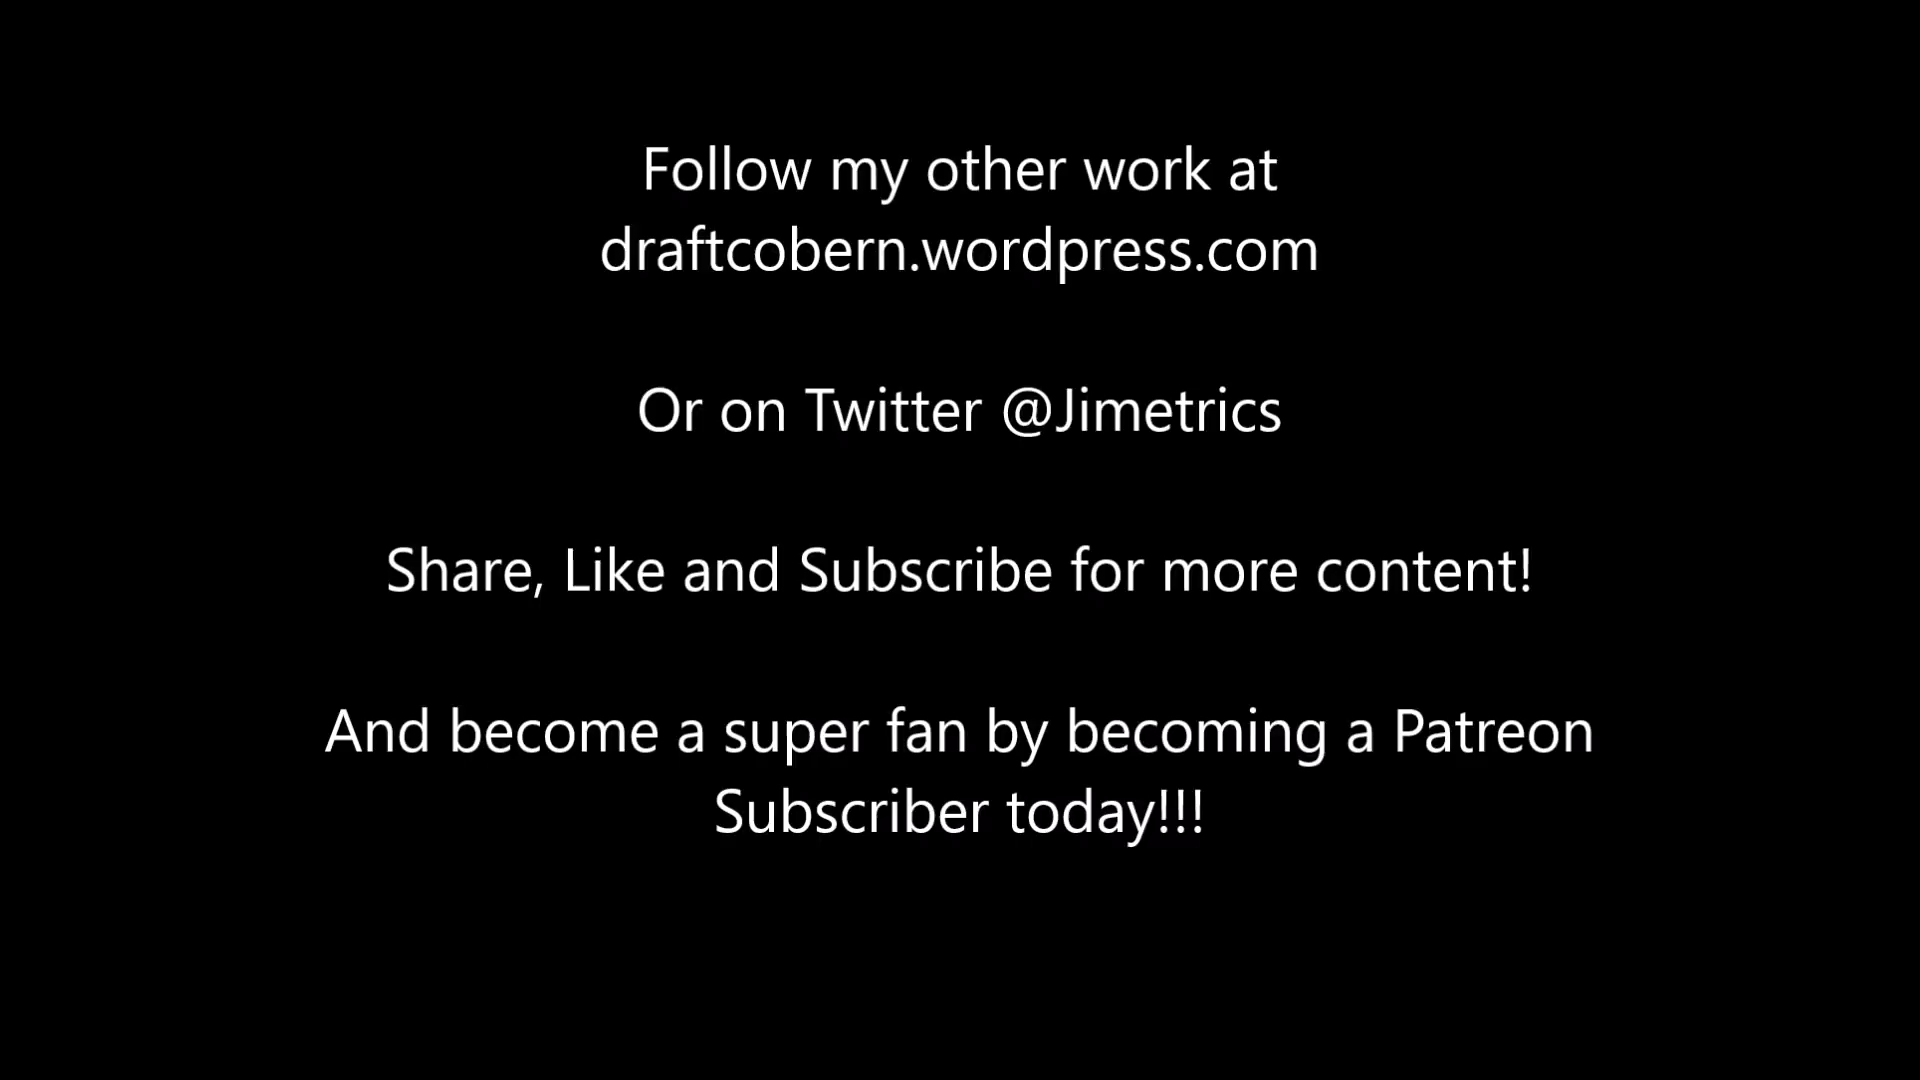 Follow my other work at
draftcobern.wordpress.com
Or on Twitter @Jimetrics
Share, Like and Subscribe for more content!
And become a super fan by becoming a Patreon
Subscriber today!!!